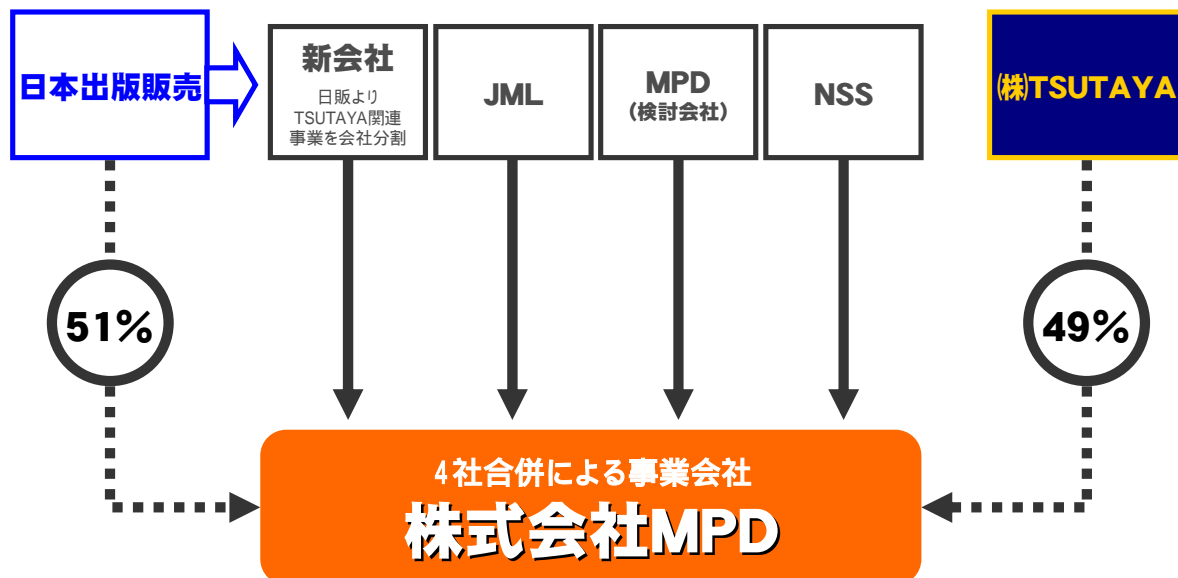 日本出版販売
新会社
日販より
TSUTAYA関連
事業を会社分割
JML
MPD
(検討会社)
NSS
㈱TSUTAYA
51%
49%
4社合併による事業会社
株式会社MPD